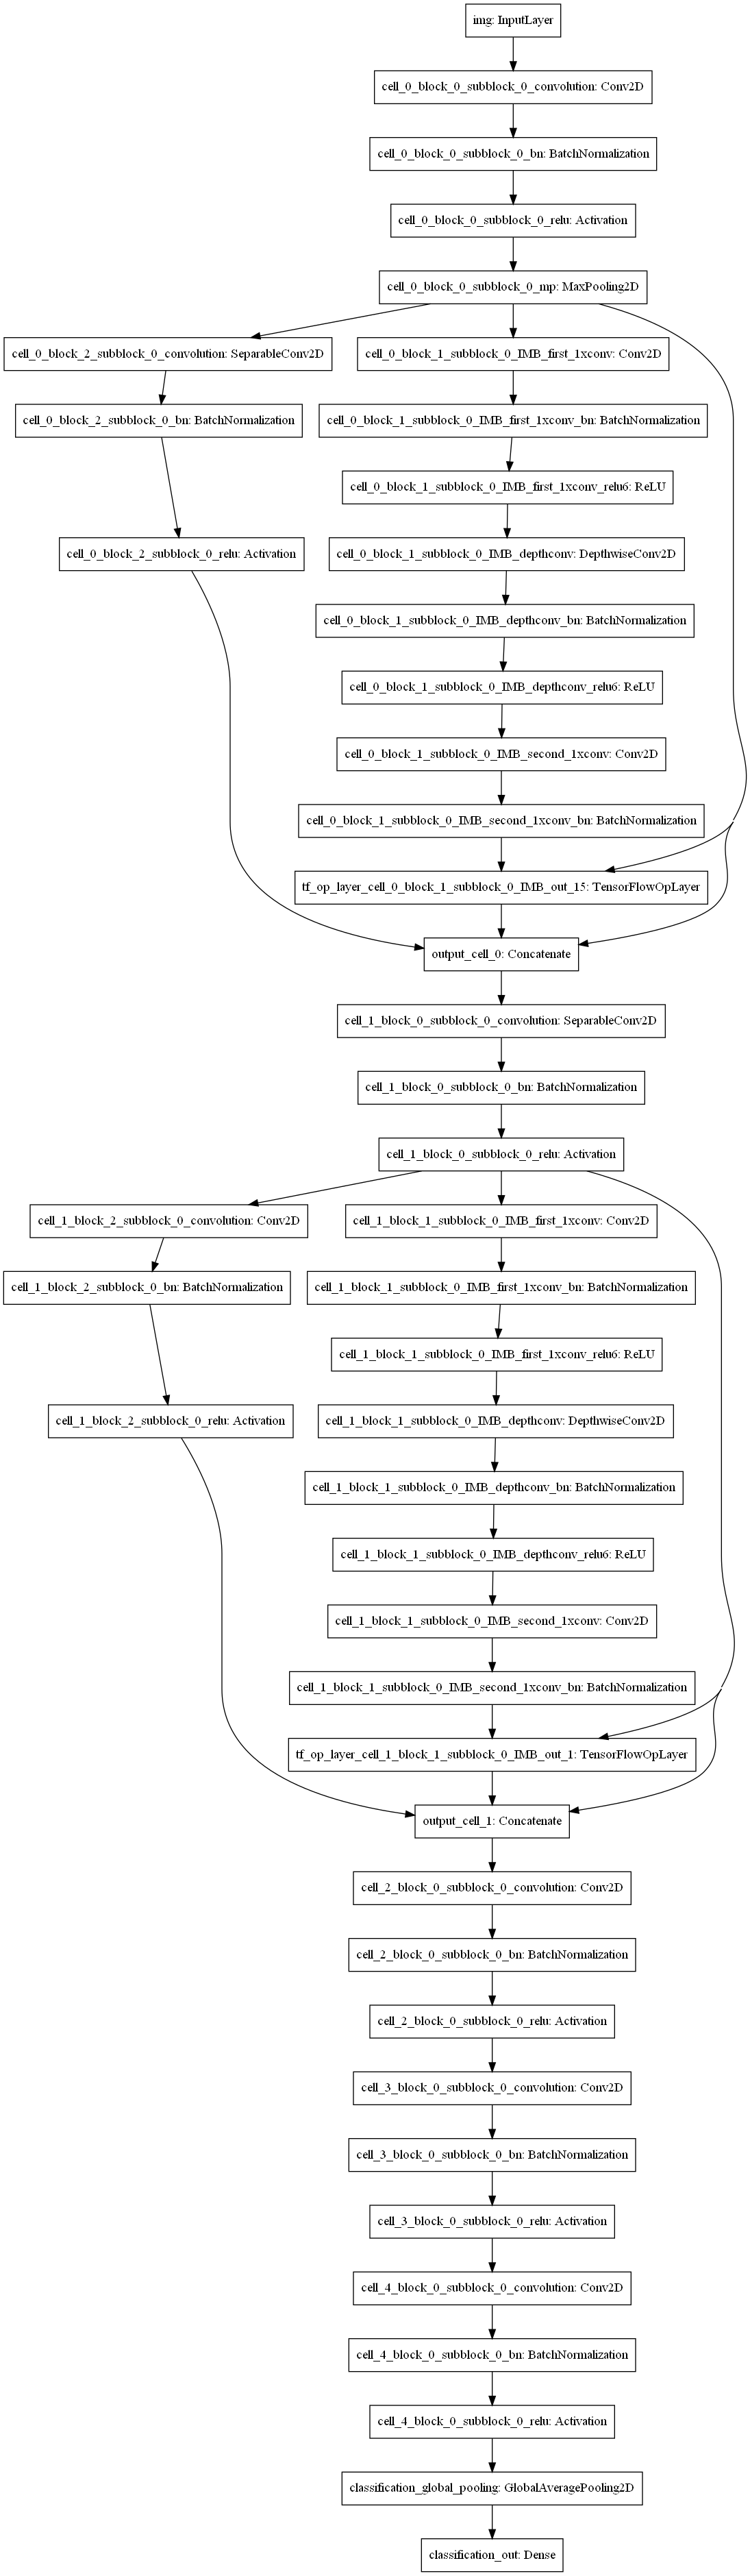 img: InputLayer
cell_0_block_0_subblock_0_convolution: Conv2D
cell_0_block_0_subblock_0_bn: BatchNormalization
cell_0_block_0_subblock_0_relu: Activation
cell_0_block_0_subblock_0_mp: MaxPooling2D
cell_0_block_2_subblock_0_convolution: SeparableConv2D
cell_0_block_1_subblock_0_IMB_first_1xconv: Conv2D
cell_0_block_2_subblock_0_bn: BatchNormalization
cell_0_block_1_subblock_0_IMB_first_1xconv_bn: BatchNormalization
cell_0_block_1_subblock_0_IMB_first_1xconv_relu6: ReLU
cell_0_block_2_subblock_0_relu: Activation
cell_0_block_1_subblock_0_IMB_depthconv: DepthwiseConv2D
cell_0_block_1_subblock_0_IMB_depthconv_bn: BatchNormalization
cell_0_block_1_subblock_0_IMB_depthconv_relu6: ReLU
cell_0_block_1_subblock_0_IMB_second_1xconv: Conv2D
cell_0_block_1_subblock_0_IMB_second_1xconv_bn: BatchNormalization
tf_op_layer_cell_0_block_1_subblock_0_IMB_out_15: TensorFlowOpLayer
output_cell_0: Concatenate
cell_1_block_0_subblock_0_convolution: SeparableConv2D
cell_1_block_0_subblock_0_bn: BatchNormalization
cell_1_block_0_subblock_0_relu: Activation
cell_1_block_2_subblock_0_convolution: Conv2D
cell_1_block_1_subblock_0_IMB_first_1xconv: Conv2D
cell_1_block_2_subblock_0_bn: BatchNormalization
cell_1_block_1_subblock_0_IMB_first_1xconv_bn: BatchNormalization
cell_1_block_1_subblock_0_IMB_first_1xconv_relu6: ReLU
cell_1_block_2_subblock_0_relu: Activation
cell_1_block_1_subblock_0_IMB_depthconv: DepthwiseConv2D
cell_1_block_1_subblock_0_IMB_depthconv_bn: BatchNormalization
cell_1_block_1_subblock_0_IMB_depthconv_relu6: ReLU
cell_1_block_1_subblock_0_IMB_second_1xconv: Conv2D
cell_1_block_1_subblock_0_IMB_second_1xconv_bn: BatchNormalization
tf_op_layer_cell_1_block_1_subblock_0_IMB_out_1: TensorFlowOpLayer
output_cell_1: Concatenate
cell_2_block_0_subblock_0_convolution: Conv2D
cell_2_block_0_subblock_0_bn: BatchNormalization
cell_2_block_0_subblock_0_relu: Activation
cell_3_block_0_subblock_0_convolution: Conv2D
cell_3_block_0_subblock_0_bn: BatchNormalization
cell_3_block_0_subblock_0_relu: Activation
cell_4_block_0_subblock_0_convolution: Conv2D
cell_4_block_0_subblock_0_bn: BatchNormalization
cell_4_block_0_subblock_0_relu: Activation
classification_global_pooling: GlobalAveragePooling2D
classification_out: Dense